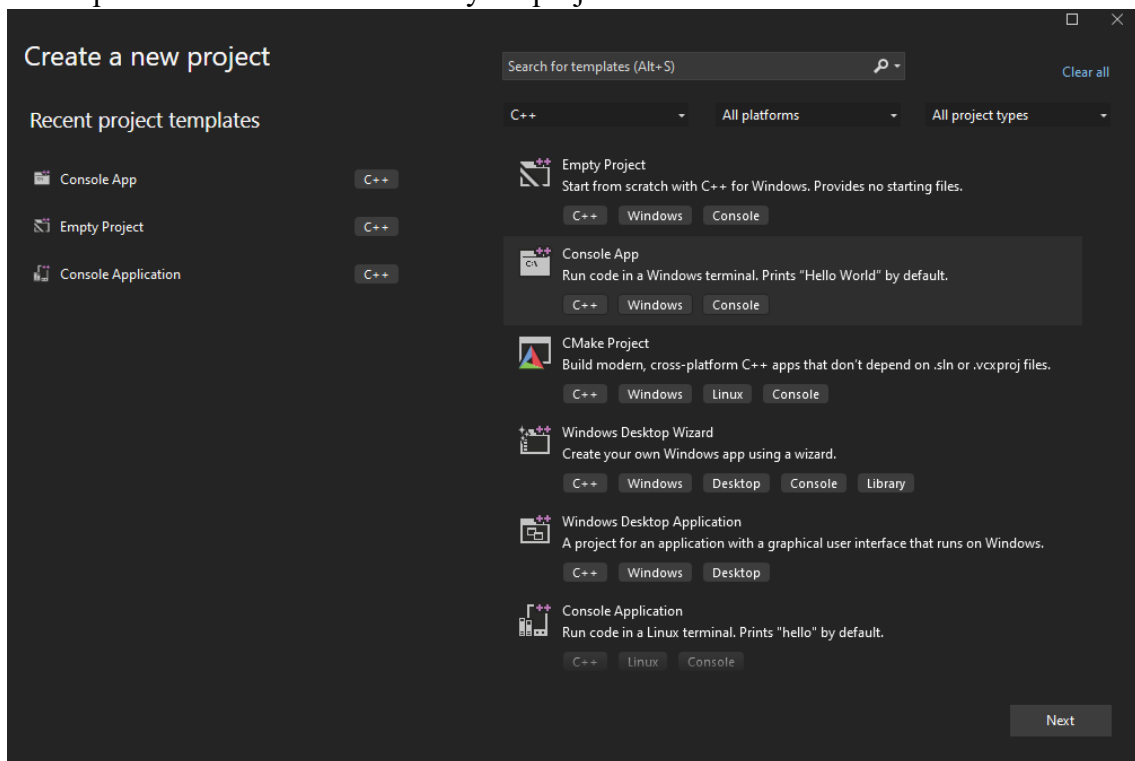 Create a new project
Search for templates (Alt+S)
Clear all
Recent project templates
C++
All platforms
All project types
Console App
C++
Empty Project
C++
Console Application
C++
Empty Project
Start from scratch with C++ for Windows. Provides no starting files.
C++ Windows Console
Console App
Run code in a Windows terminal. Prints "Hello World" by default.
C++ Windows Console
CMake Project
Build modern, cross-platform C++ apps that don't depend on .sln or .vcxproj files.
C++ Windows Linux Console
Windows Desktop Wizard
Create your own Windows app using a wizard.
C++ Windows Desktop Console Library
Windows Desktop Application
A project for an application with a graphical user interface that runs on Windows.
C++ Windows Desktop
Console Application
Run code in a Linux terminal. Prints "hello" by default.
C++ Linux Console
Next